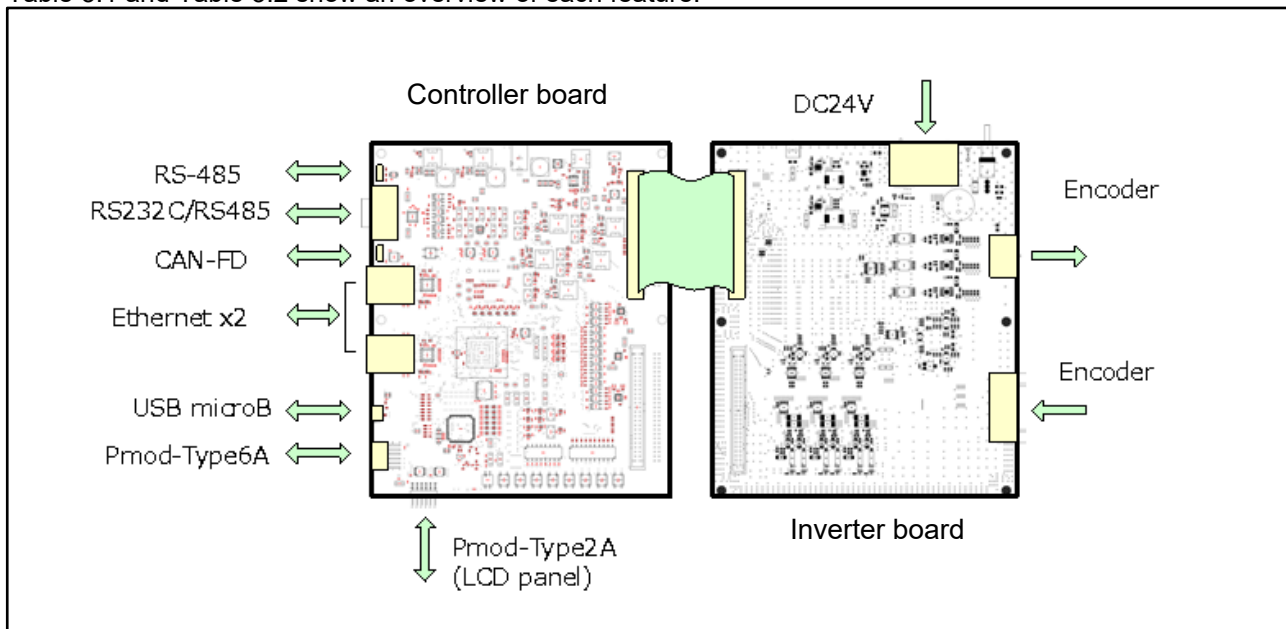 Table 3.1 and Table 3.2 show an overview of each feature.
Controller board
DC24V
RS-485
RS232C/RS485
CAN-FD
Ethernet x2
USB microB
Pmod-Type6A
Pmod-Type2A
(LCD panel)
Encoder
Encoder
Inverter board